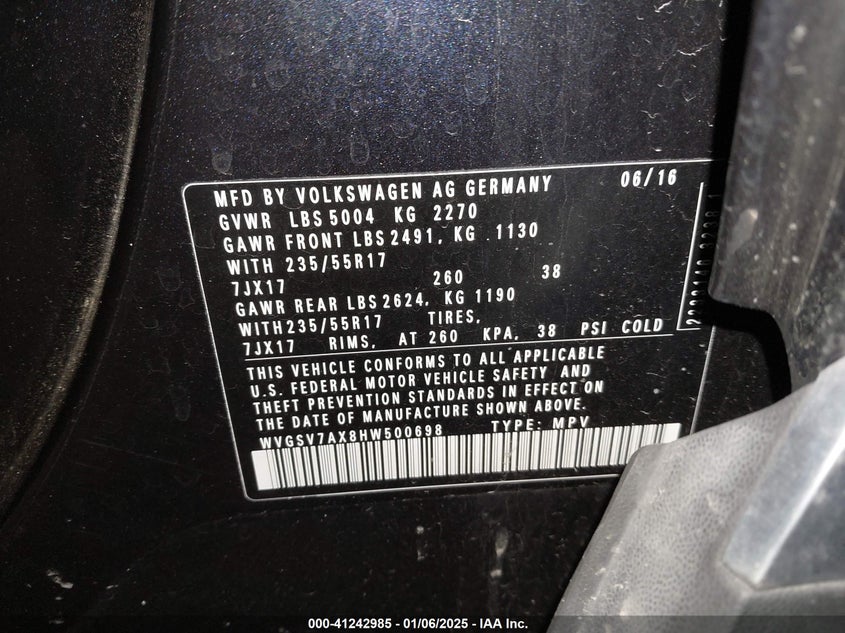 MFD BY VOLKSWAGEN AG GERMANY 06/16
GVWR LBS 5004 KG 2270
GAWR FRONT LBS 2491, KG 1130
WITH 235/55R17
7JX17 260 38
GAWR REAR LBS 2624, KG 1190
WITH 235/55R17 TIRES,
7JX17 RIMS, AT 260 KPA, 38 PSI COLD
THIS VEHICLE CONFORMS TO ALL APPLICABLE
U.S. FEDERAL MOTOR VEHICLE SAFETY AND
THEFT PREVENTION STANDARDS IN EFFECT ON
THE DATE OF MANUFACTURE SHOWN ABOVE.
WVGSV7AX8HW500698 TYPE: MPV
000-41242985 - 01/06/2025 - IAA Inc.